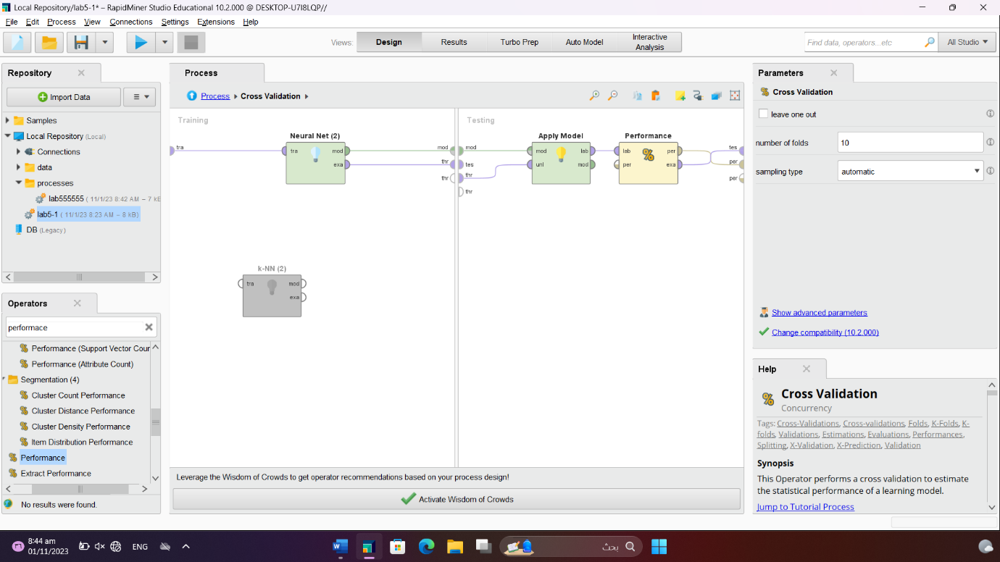 Local Repository/lab5-1* – RapidMiner Studio Educational 10.2.000 @ DESKTOP-U7I8LQP//
File Edit Process View Connections Settings Extensions Help
Views: Design Results Turbo Prep Auto Model Interactive Analysis
Find data, operators...etc All Studio
Repository
Import Data
Samples
Local Repository (Local)
Connections
data
processes
lab555555 ( 11/1/23 8:42 AM – 7 kE
lab5-1 ( 11/1/23 8:23 AM – 8 kB)
DB (Legacy)
Operators
performace
Performance (Support Vector Cour
Performance (Attribute Count)
Segmentation (4)
Cluster Count Performance
Cluster Distance Performance
Cluster Density Performance
Item Distribution Performance
Performance
Extract Performance
No results were found.
Process
Process Cross Validation
Training
tra
Neural Net (2)
tra mod
exa
mod
thr
thr
k-NN (2)
tra mod
exa
Testing
mod
tes
thr
thr
Apply Model
mod lab
unl mod
Performance
lab per
per exa
tes
per
per
Leverage the Wisdom of Crowds to get operator recommendations based on your process design!
Activate Wisdom of Crowds
Parameters
Cross Validation
leave one out
number of folds 10
sampling type automatic
Show advanced parameters
Change compatibility (10.2.000)
Help
Cross Validation
Concurrency
Tags: Cross-Validations, Cross-validations, Folds, K-Folds, K-
folds, Validations, Estimations, Evaluations, Performances,
Splitting, X-Validation, X-Prediction, Validation
Synopsis
This Operator performs a cross validation to estimate
the statistical performance of a learning model.
Jump to Tutorial Process
8:44 am
01/11/2023
ENG
بحث